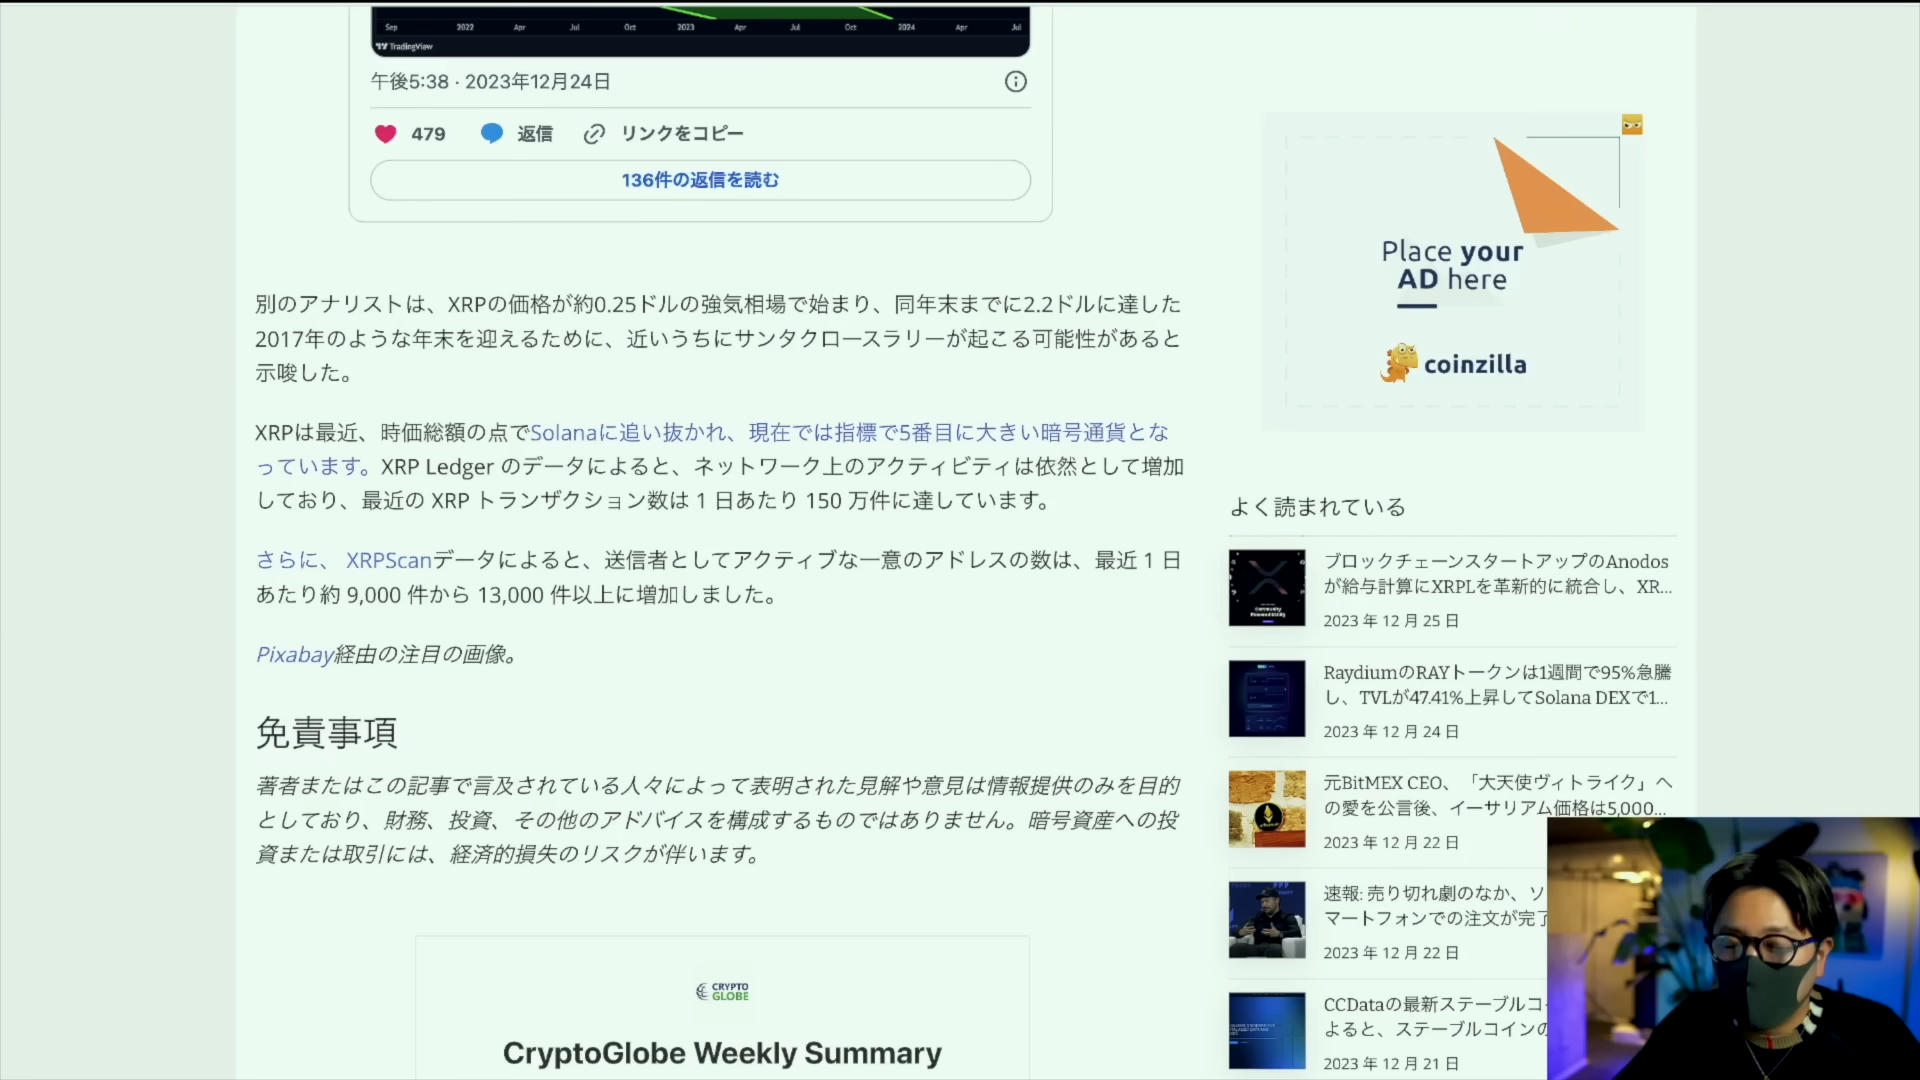 Sep 2022 Apr Jul Oct 2023 Apr Jul Oct 2024 Apr Jul
TradingView
午後5:38 · 2023年12月24日
479 返信 リンクをコピー
136件の返信を読む
別のアナリストは、XRPの価格が約0.25ドルの強気相場で始まり、同年末までに2.2ドルに達した
2017年のような年末を迎えるために、近いうちにサンタクロースラリーが起こる可能性があると
示唆した。
XRPは最近、時価総額の点でSolanaに追い抜かれ、現在では指標で5番目に大きい暗号通貨とな
っています。XRP Ledger のデータによると、ネットワーク上のアクティビティは依然として増加
しており、最近の XRP トランザクション数は 1 日あたり 150 万件に達しています。
さらに、 XRPScanデータによると、送信者としてアクティブな一意のアドレスの数は、最近 1 日
あたり約 9,000 件から 13,000 件以上に増加しました。
Pixabay経由の注目の画像。
免責事項
著者またはこの記事で言及されている人々によって表明された見解や意見は情報提供のみを目的
としており、財務、投資、その他のアドバイスを構成するものではありません。暗号資産への投
資または取引には、経済的損失のリスクが伴います。
CRYPTO
GLOBE
CryptoGlobe Weekly Summary
Place your
AD here
coinzilla
よく読まれている
ブロックチェーンスタートアップのAnodos
が給与計算にXRPLを革新的に統合し、XR...
2023 年 12 月 25 日
RaydiumのRAYトークンは1週間で95%急騰
し、TVLが47.41%上昇してSolana DEXで1...
2023 年 12 月 24 日
元BitMEX CEO、「大天使ヴィトライク」へ
の愛を公言後、イーサリアム価格は5,000...
2023 年 12 月 22 日
速報: 売り切れ劇のなか、ソ
マートフォンでの注文が完了
2023 年 12 月 22 日
CCDataの最新ステーブルコ
よると、ステーブルコインの
2023 年 12 月 21 日